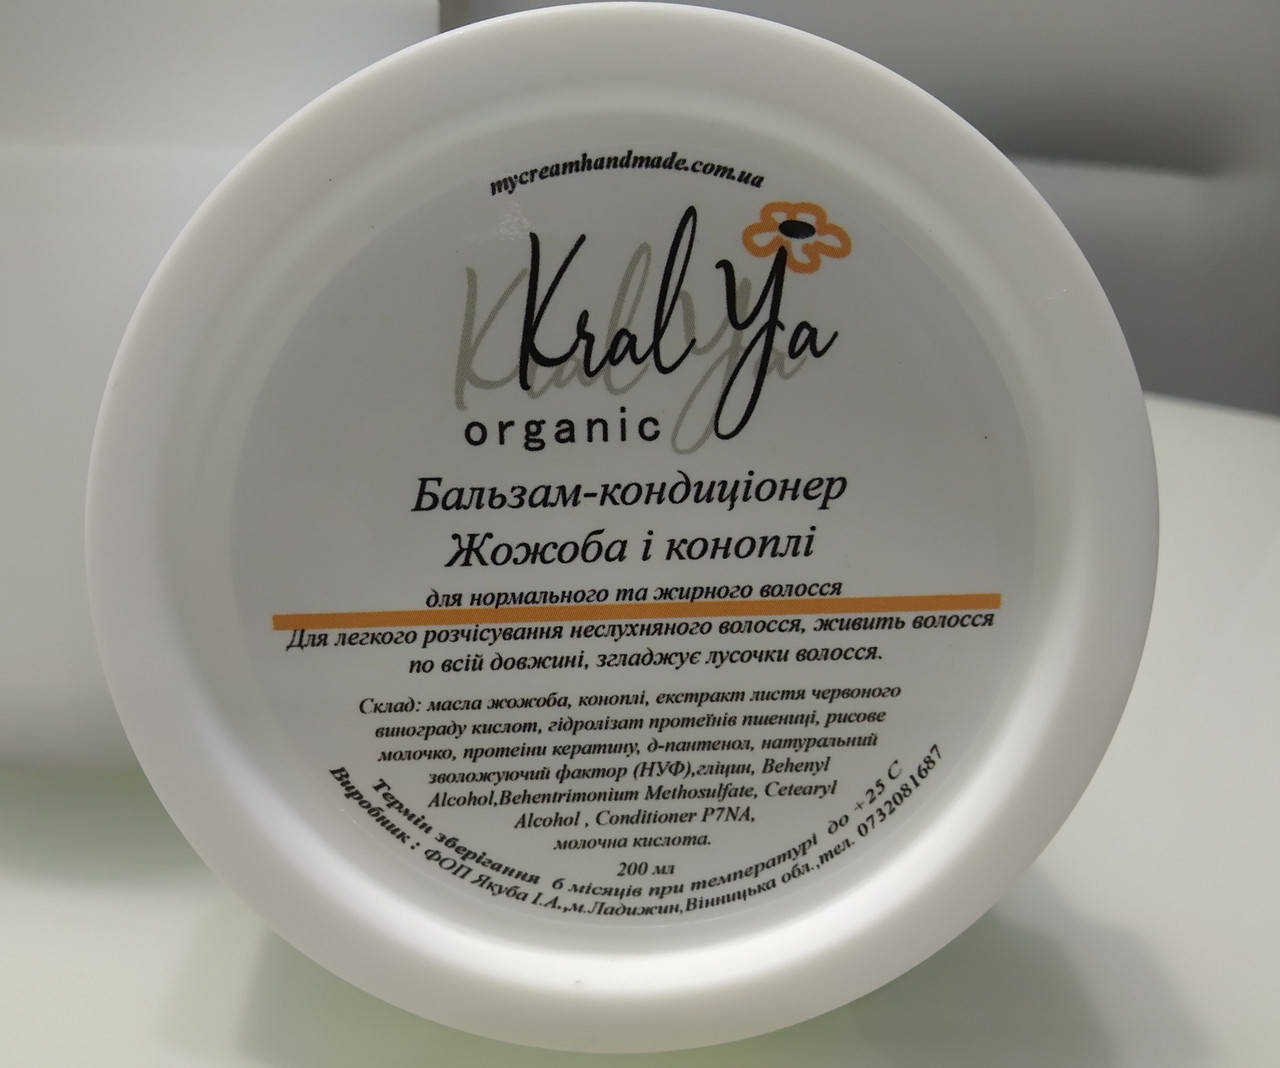 mycreamhandmade.com.ua
Kral Ya
organic
Бальзам-кондиціонер
Жожоба і коноплі
для нормального та жирного волосся
Для легкого розчісування неслухняного волосся, живить волосся
по всій довжині, згладжує лусочки волосся.
Склад: масла жожоба, коноплі, екстракт листя червоного
винограду кислот, гідролізат протеїнів пшениці, рисове
молочко, протеіни кератину, д-пантенол, натуральний
зволожуючий фактор (НУФ),гліцин, Behenyl
Alcohol,Behentrimonium Methosulfate, Cetearyl
Alcohol , Conditioner P7NA,
молочна кислота.
200 мл
Термін зберігання 6 місяців при температурі до +25 С
Виробник : ФОП Якуба І.А.,м.Ладижин,Вінницька обл.,тел. 0732081687